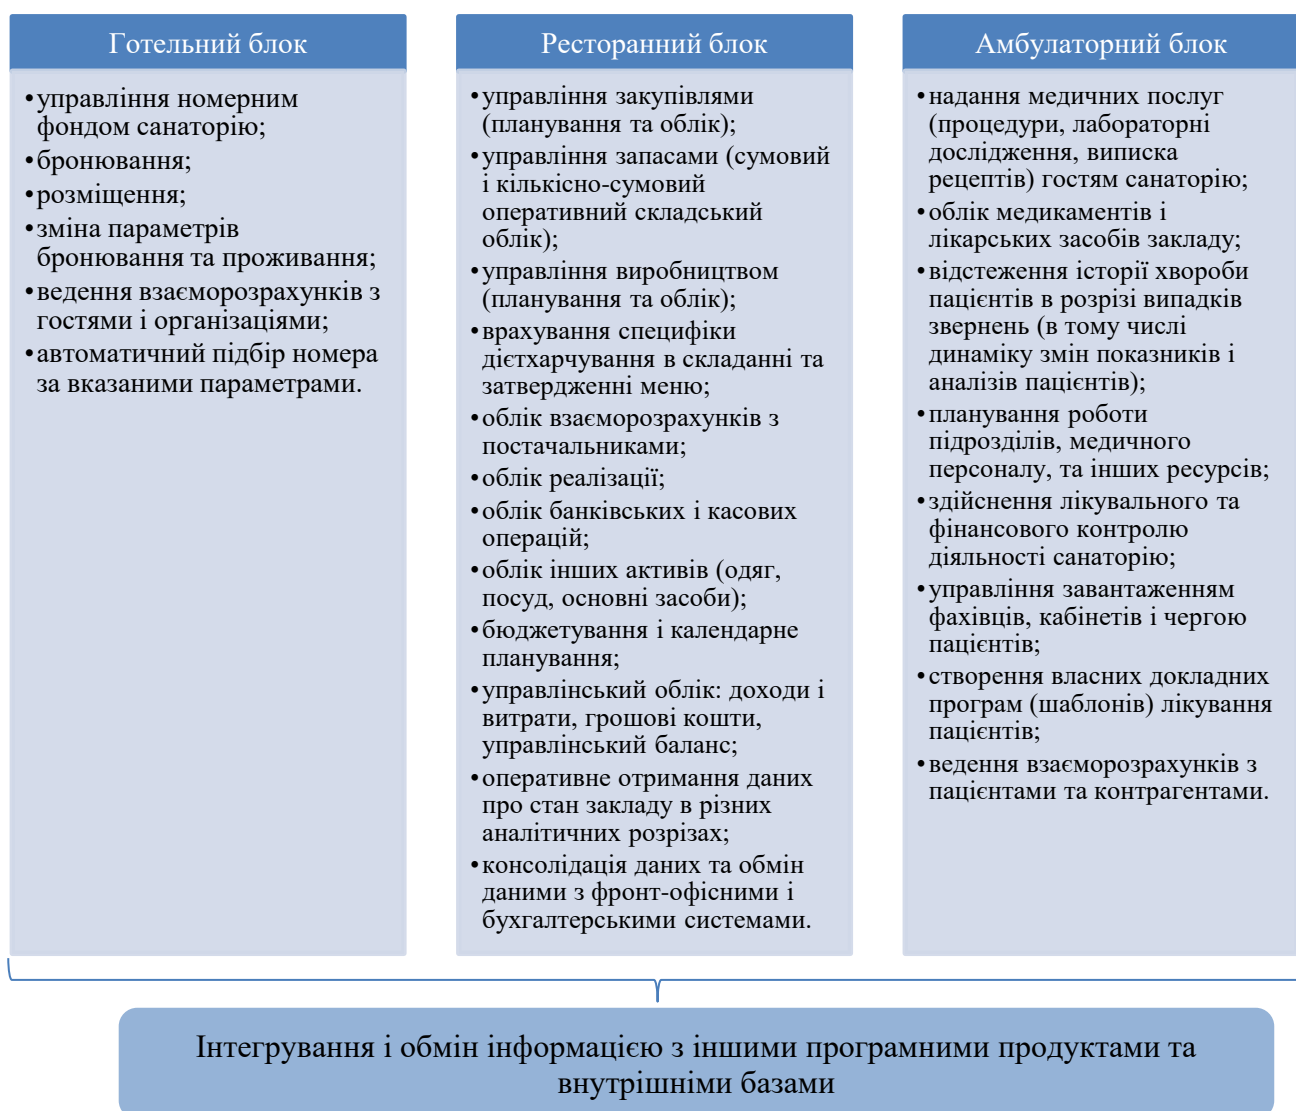 Готельний блок
•управління номерним
фондом санаторію;
•бронювання;
•розміщення;
•зміна параметрів
бронювання та проживання;
•ведення взаєморозрахунків з
гостями і організаціями;
•автоматичний підбір номера
за вказаними параметрами.
Ресторанний блок
•управління закупівлями
(планування та облік);
•управління запасами (сумовий
і кількісно-сумовий
оперативний складський
облік);
•управління виробництвом
(планування та облік);
•врахування специфіки
дієтхарчування в складанні та
затвердженні меню;
•облік взаєморозрахунків з
постачальниками;
•облік реалізації;
•облік банківських і касових
операцій;
•облік інших активів (одяг,
посуд, основні засоби);
•бюджетування і календарне
планування;
•управлінський облік: доходи і
витрати, грошові кошти,
управлінський баланс;
•оперативне отримання даних
про стан закладу в різних
аналітичних розрізах;
•консолідація даних та обмін
даними з фронт-офісними і
бухгалтерськими системами.
Амбулаторний блок
•надання медичних послуг
(процедури, лабораторні
дослідження, виписка
рецептів) гостям санаторію;
•облік медикаментів і
лікарських засобів закладу;
•відстеження історії хвороби
пацієнтів в розрізі випадків
звернень (в тому числі
динаміку змін показників і
аналізів пацієнтів);
•планування роботи
підрозділів, медичного
персоналу, та інших ресурсів;
•здійснення лікувального та
фінансового контролю
діяльності санаторію;
•управління завантаженням
фахівців, кабінетів і чергою
пацієнтів;
•створення власних докладних
програм (шаблонів) лікування
пацієнтів;
•ведення взаєморозрахунків з
пацієнтами та контрагентами.
Інтегрування і обмін інформацією з іншими програмними продуктами та
внутрішніми базами